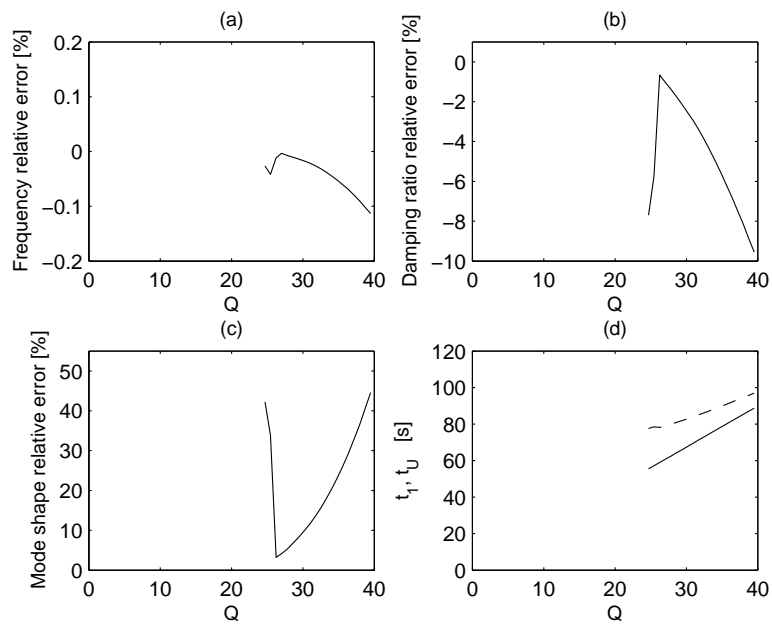 (a)
Frequency relative error [%]
0.2
0.1
0
−0.1
−0.2
0 10 20 30 40
Q
(b)
Damping ratio relative error [%]
0
−2
−4
−6
−8
−10
0 10 20 30 40
Q
(c)
Mode shape relative error [%]
50
40
30
20
10
0
0 10 20 30 40
Q
(d)
t₁, t_U [s]
120
100
80
60
40
20
0
0 10 20 30 40
Q